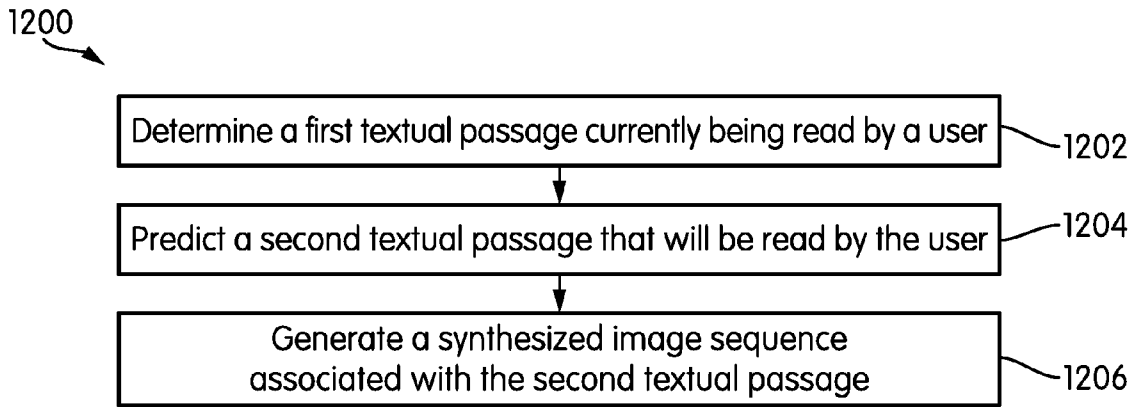 1200
Determine a first textual passage currently being read by a user
1202
Predict a second textual passage that will be read by the user
1204
Generate a synthesized image sequence
associated with the second textual passage
1206